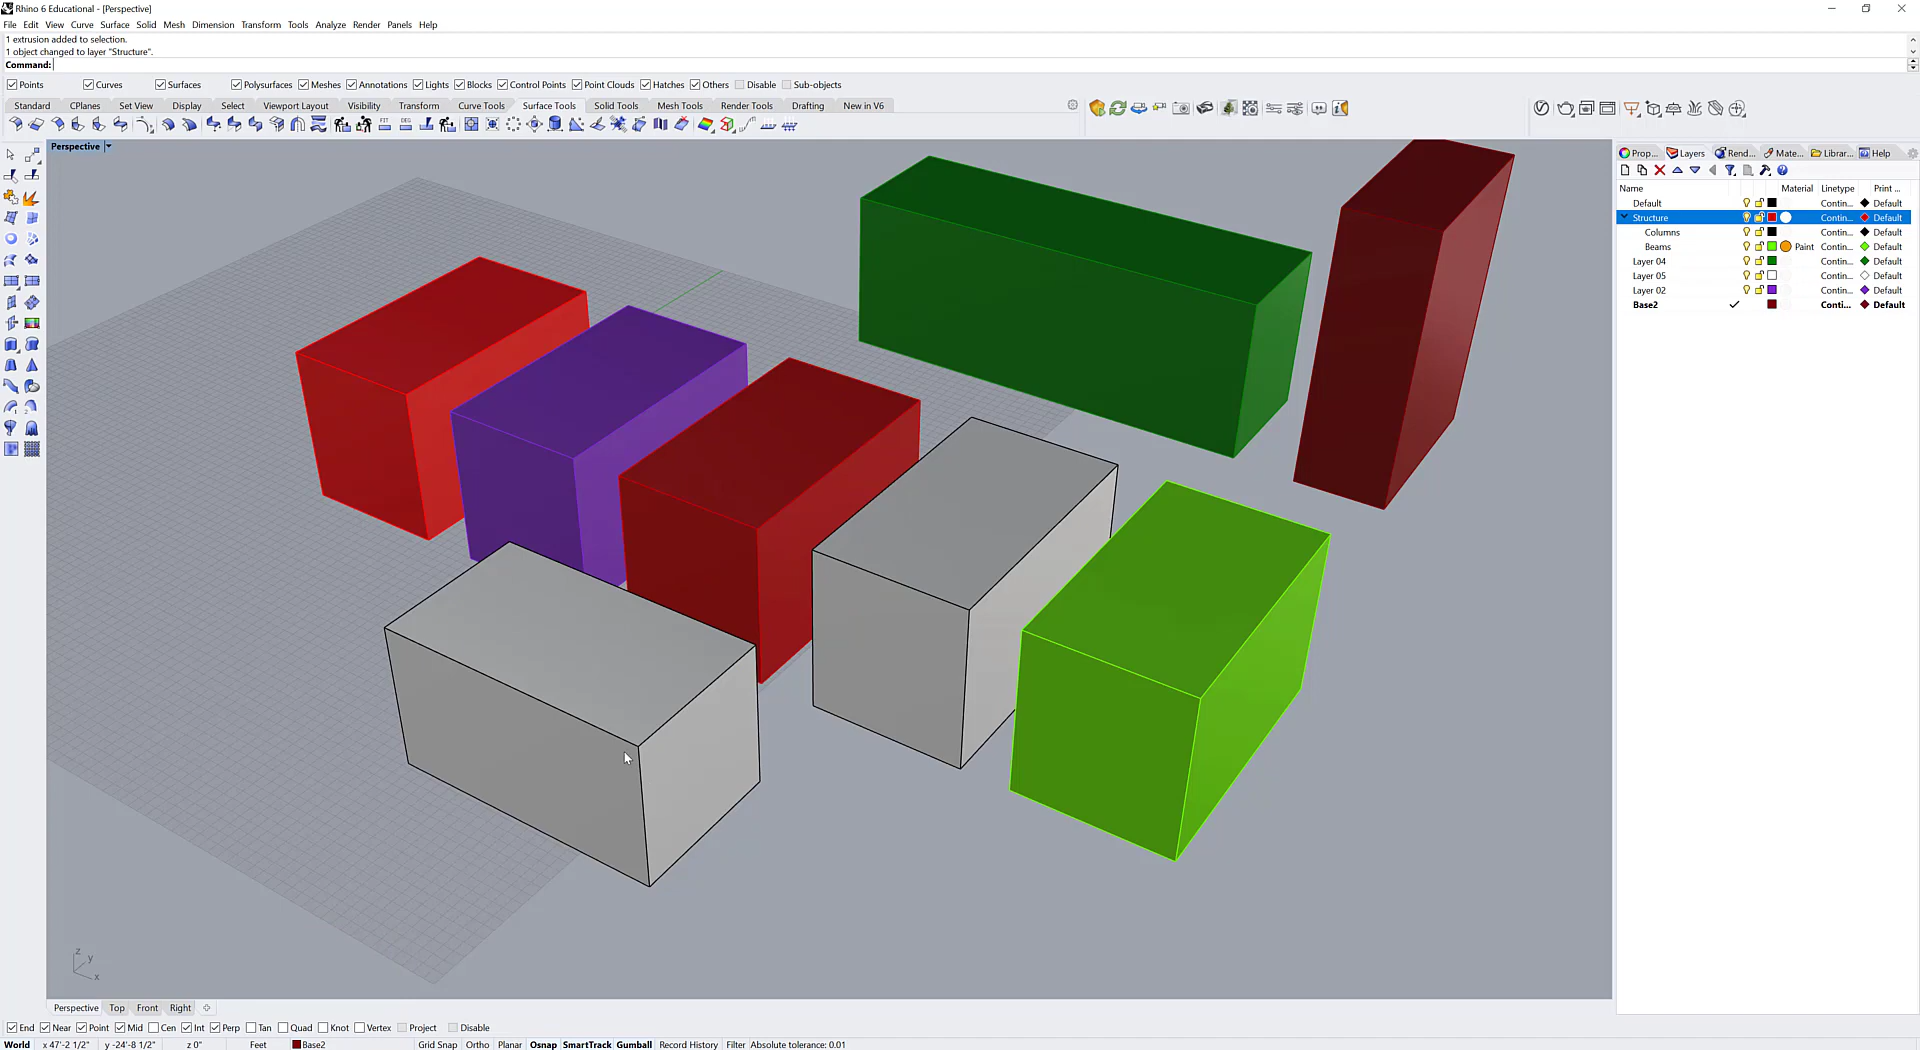 Rhino 6 Educational - [Perspective]
File Edit View Curve Surface Solid Mesh Dimension Transform Tools Analyze Render Panels Help
1 extrusion added to selection.
1 object changed to layer "Structure".
Command:
Points Curves Surfaces Polysurfaces Meshes Annotations Lights Blocks Control Points Point Clouds Hatches Others Disable Sub-objects
Standard CPlanes Set View Display Select Viewport Layout Visibility Transform Curve Tools Surface Tools Solid Tools Mesh Tools Render Tools Drafting New in V6
Perspective
Prop... Layers Rend... Mate... Librar... Help
Name Material Linetype Print ...
Default Contin... Default
Structure Contin... Default
Columns Contin... Default
Beams Paint Contin... Default
Layer 04 Contin... Default
Layer 05 Contin... Default
Layer 02 Contin... Default
Base2 Conti... Default
z
y
x
Perspective Top Front Right
End Near Point Mid Cen Int Perp Tan Quad Knot Vertex Project Disable
World x 47'-2 1/2" y -24'-8 1/2" z 0" Feet Base2 Grid Snap Ortho Planar Osnap SmartTrack Gumball Record History Filter Absolute tolerance: 0.01